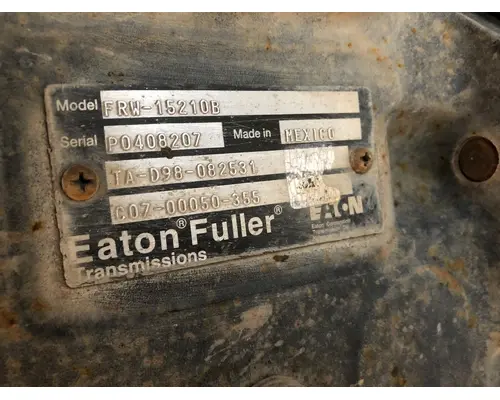 Model FRW-15210B
Serial P0408207 Made in MEXICO
TA-D98-082531
C07-00050-355
Eaton® Fuller®
Transmissions
EATON